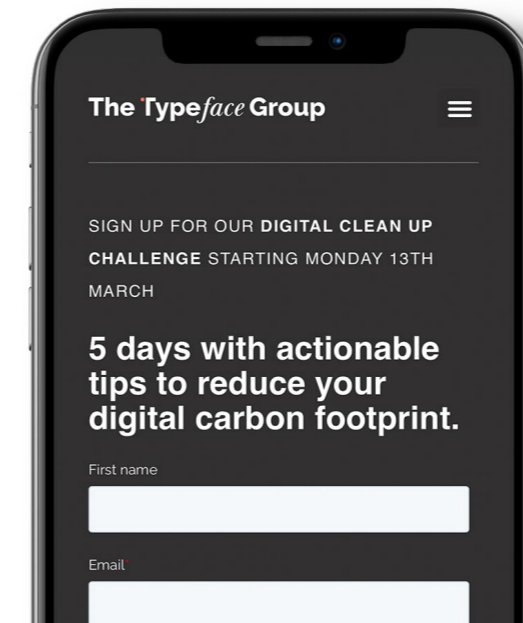 The Typeface Group
SIGN UP FOR OUR DIGITAL CLEAN UP
CHALLENGE STARTING MONDAY 13TH
MARCH
5 days with actionable
tips to reduce your
digital carbon footprint.
First name
Email*